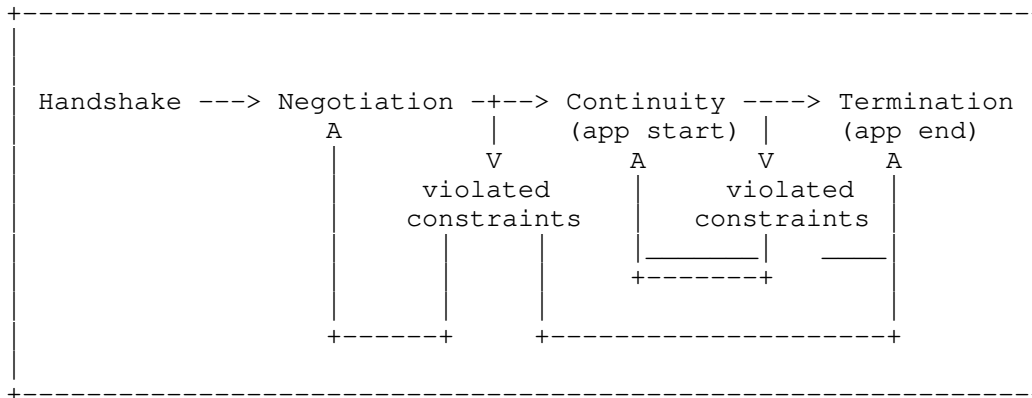 Handshake ---> Negotiation -+--> Continuity ----> Termination
(app start) (app end)
violated violated
constraints constraints